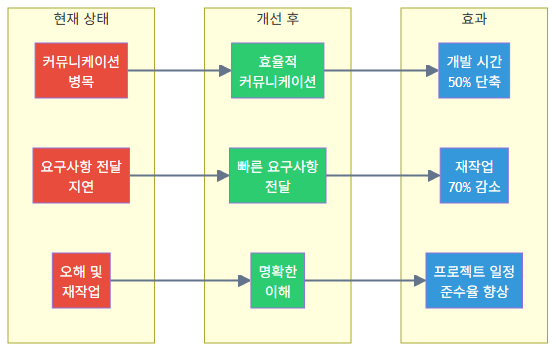 현재 상태
개선 후
효과
커뮤니케이션
병목
효율적
커뮤니케이션
개발 시간
50% 단축
요구사항 전달
지연
빠른 요구사항
전달
재작업
70% 감소
오해 및
재작업
명확한
이해
프로젝트 일정
준수율 향상